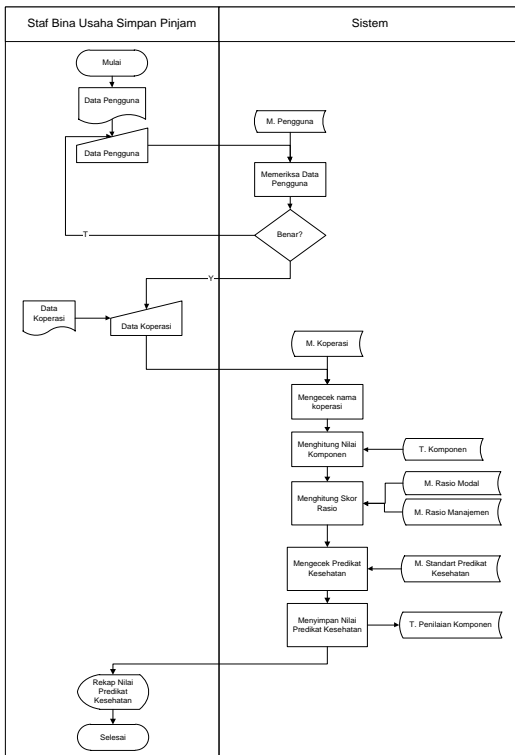 Staf Bina Usaha Simpan Pinjam
Sistem
Mulai
Data Pengguna
M. Pengguna
Data Pengguna
Memeriksa Data
Pengguna
T
Benar?
Y
Data
Koperasi
Data Koperasi
M. Koperasi
Mengecek nama
koperasi
Menghitung Nilai
Komponen
T. Komponen
M. Rasio Modal
Menghitung Skor
Rasio
M. Rasio Manajemen
Mengecek Predikat
Kesehatan
M. Standart Predikat
Kesehatan
Menyimpan Nilai
Predikat Kesehatan
T. Penilaian Komponen
Rekap Nilai
Predikat
Kesehatan
Selesai